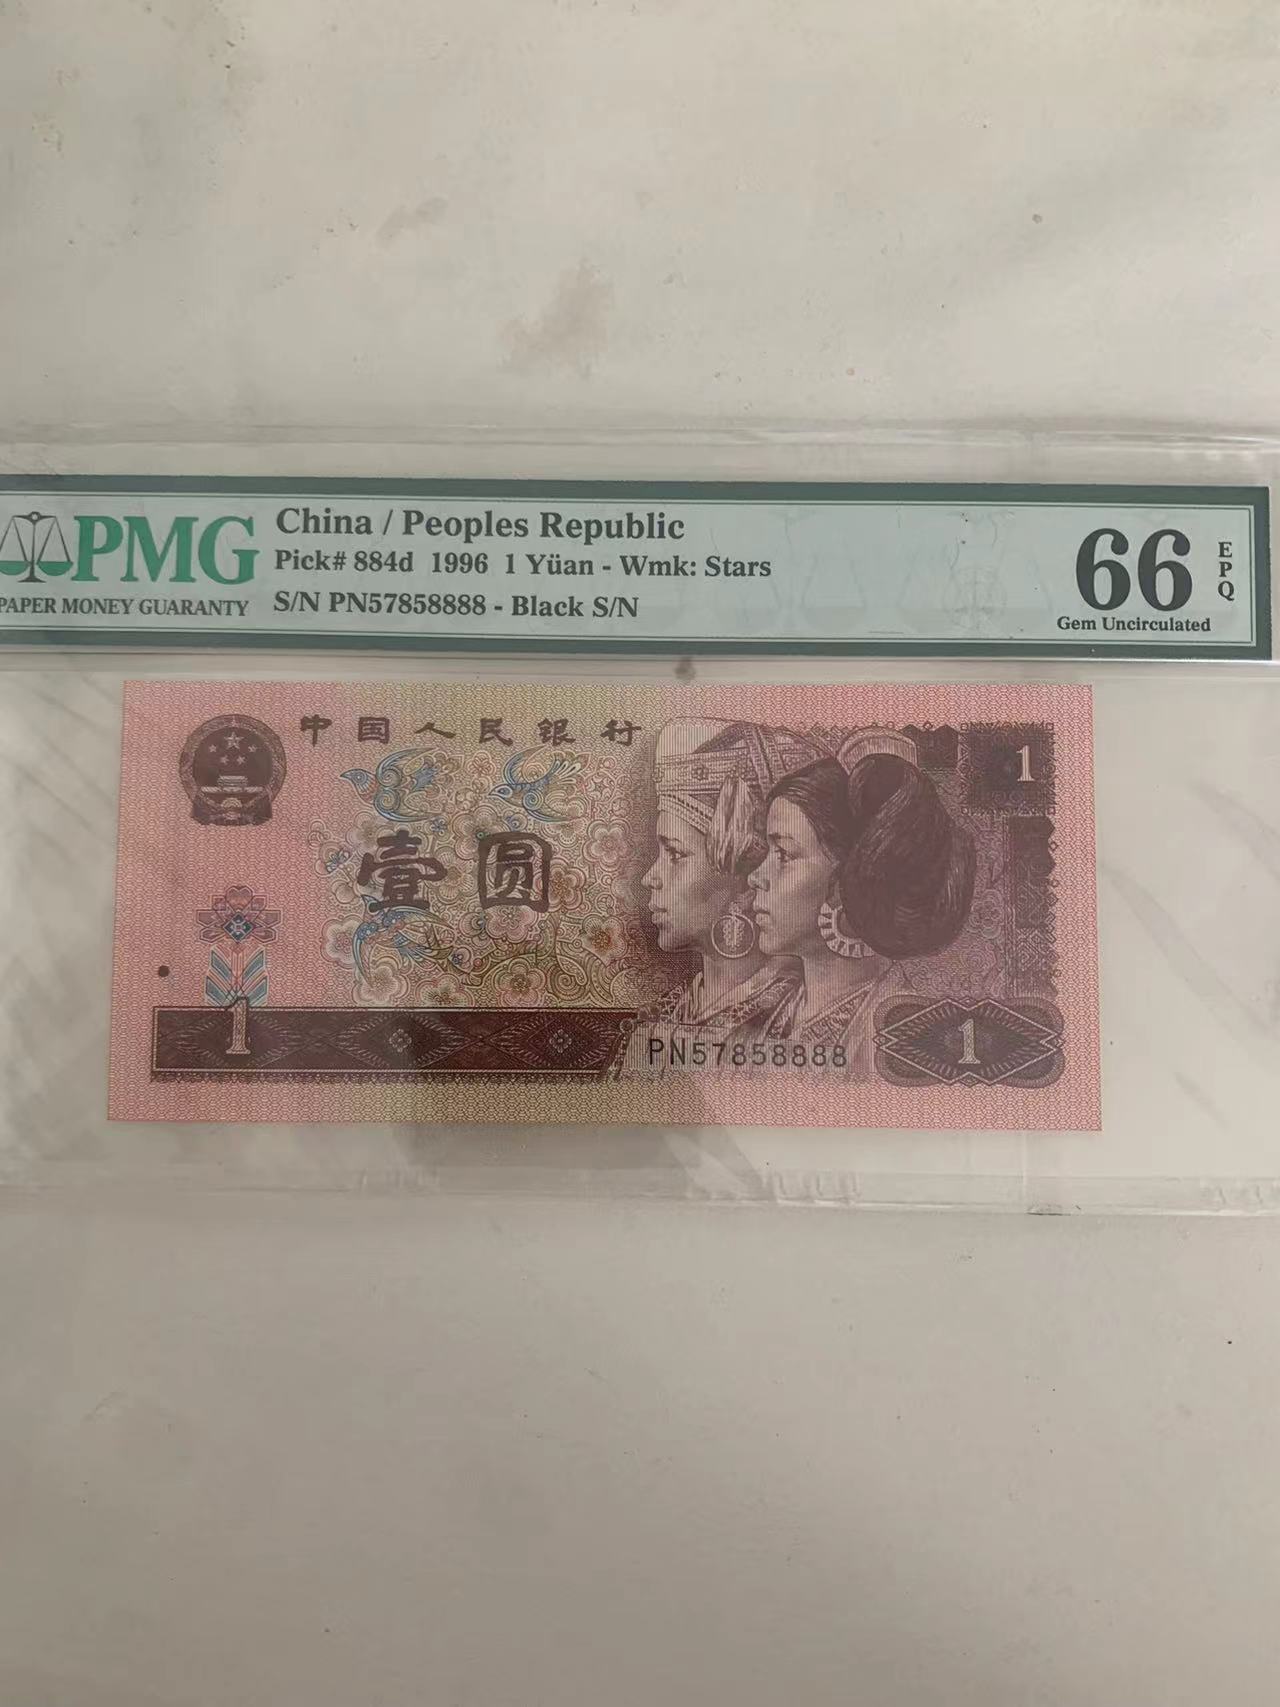 PMG
PAPER MONEY GUARANTY
China / Peoples Republic
Pick# 884d 1996 1 Yüan - Wmk: Stars
S/N PN57858888 - Black S/N
66
EPQ
Gem Uncirculated
中国人民银行
1
壹圆
1
PN57858888
1